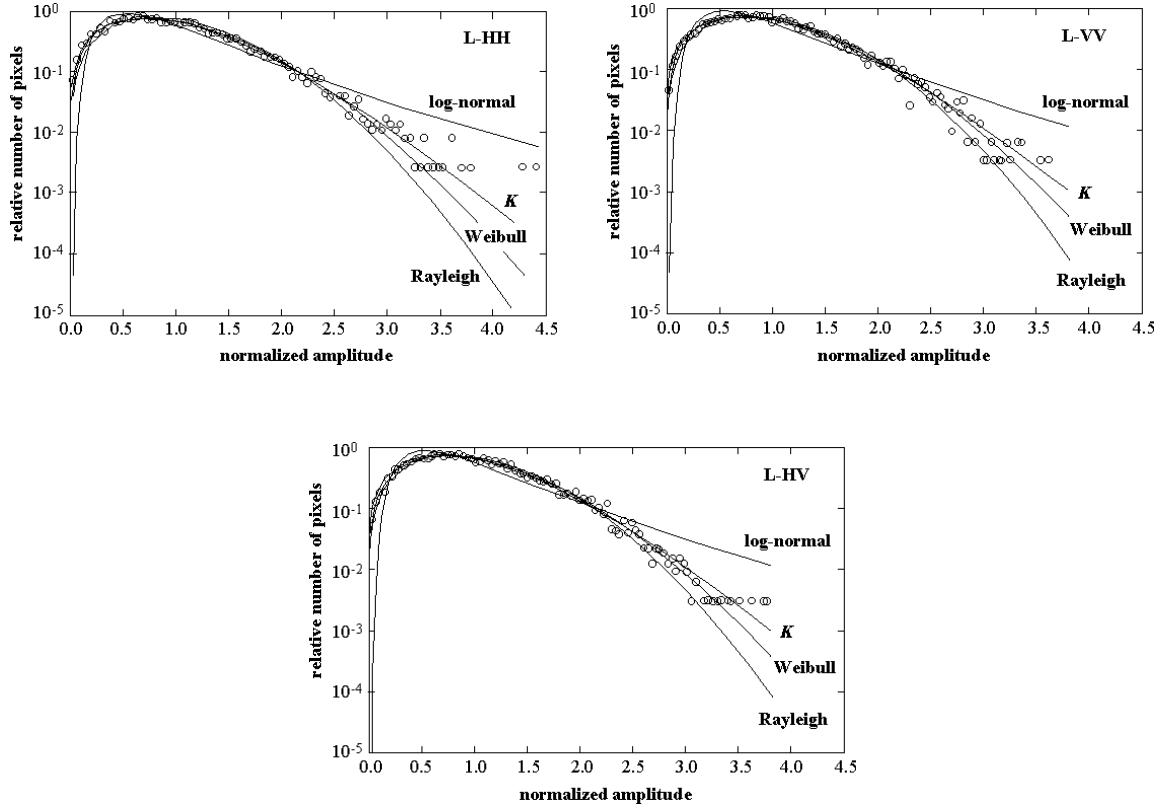 relative number of pixels
10⁰
10⁻¹
10⁻²
10⁻³
10⁻⁴
10⁻⁵
L-HH
log-normal
K
Weibull
Rayleigh
0.0 0.5 1.0 1.5 2.0 2.5 3.0 3.5 4.0 4.5
normalized amplitude
relative number of pixels
10⁰
10⁻¹
10⁻²
10⁻³
10⁻⁴
10⁻⁵
L-VV
log-normal
K
Weibull
Rayleigh
0.0 0.5 1.0 1.5 2.0 2.5 3.0 3.5 4.0 4.5
normalized amplitude
relative number of pixels
10⁰
10⁻¹
10⁻²
10⁻³
10⁻⁴
10⁻⁵
L-HV
log-normal
K
Weibull
Rayleigh
0.0 0.5 1.0 1.5 2.0 2.5 3.0 3.5 4.0 4.5
normalized amplitude